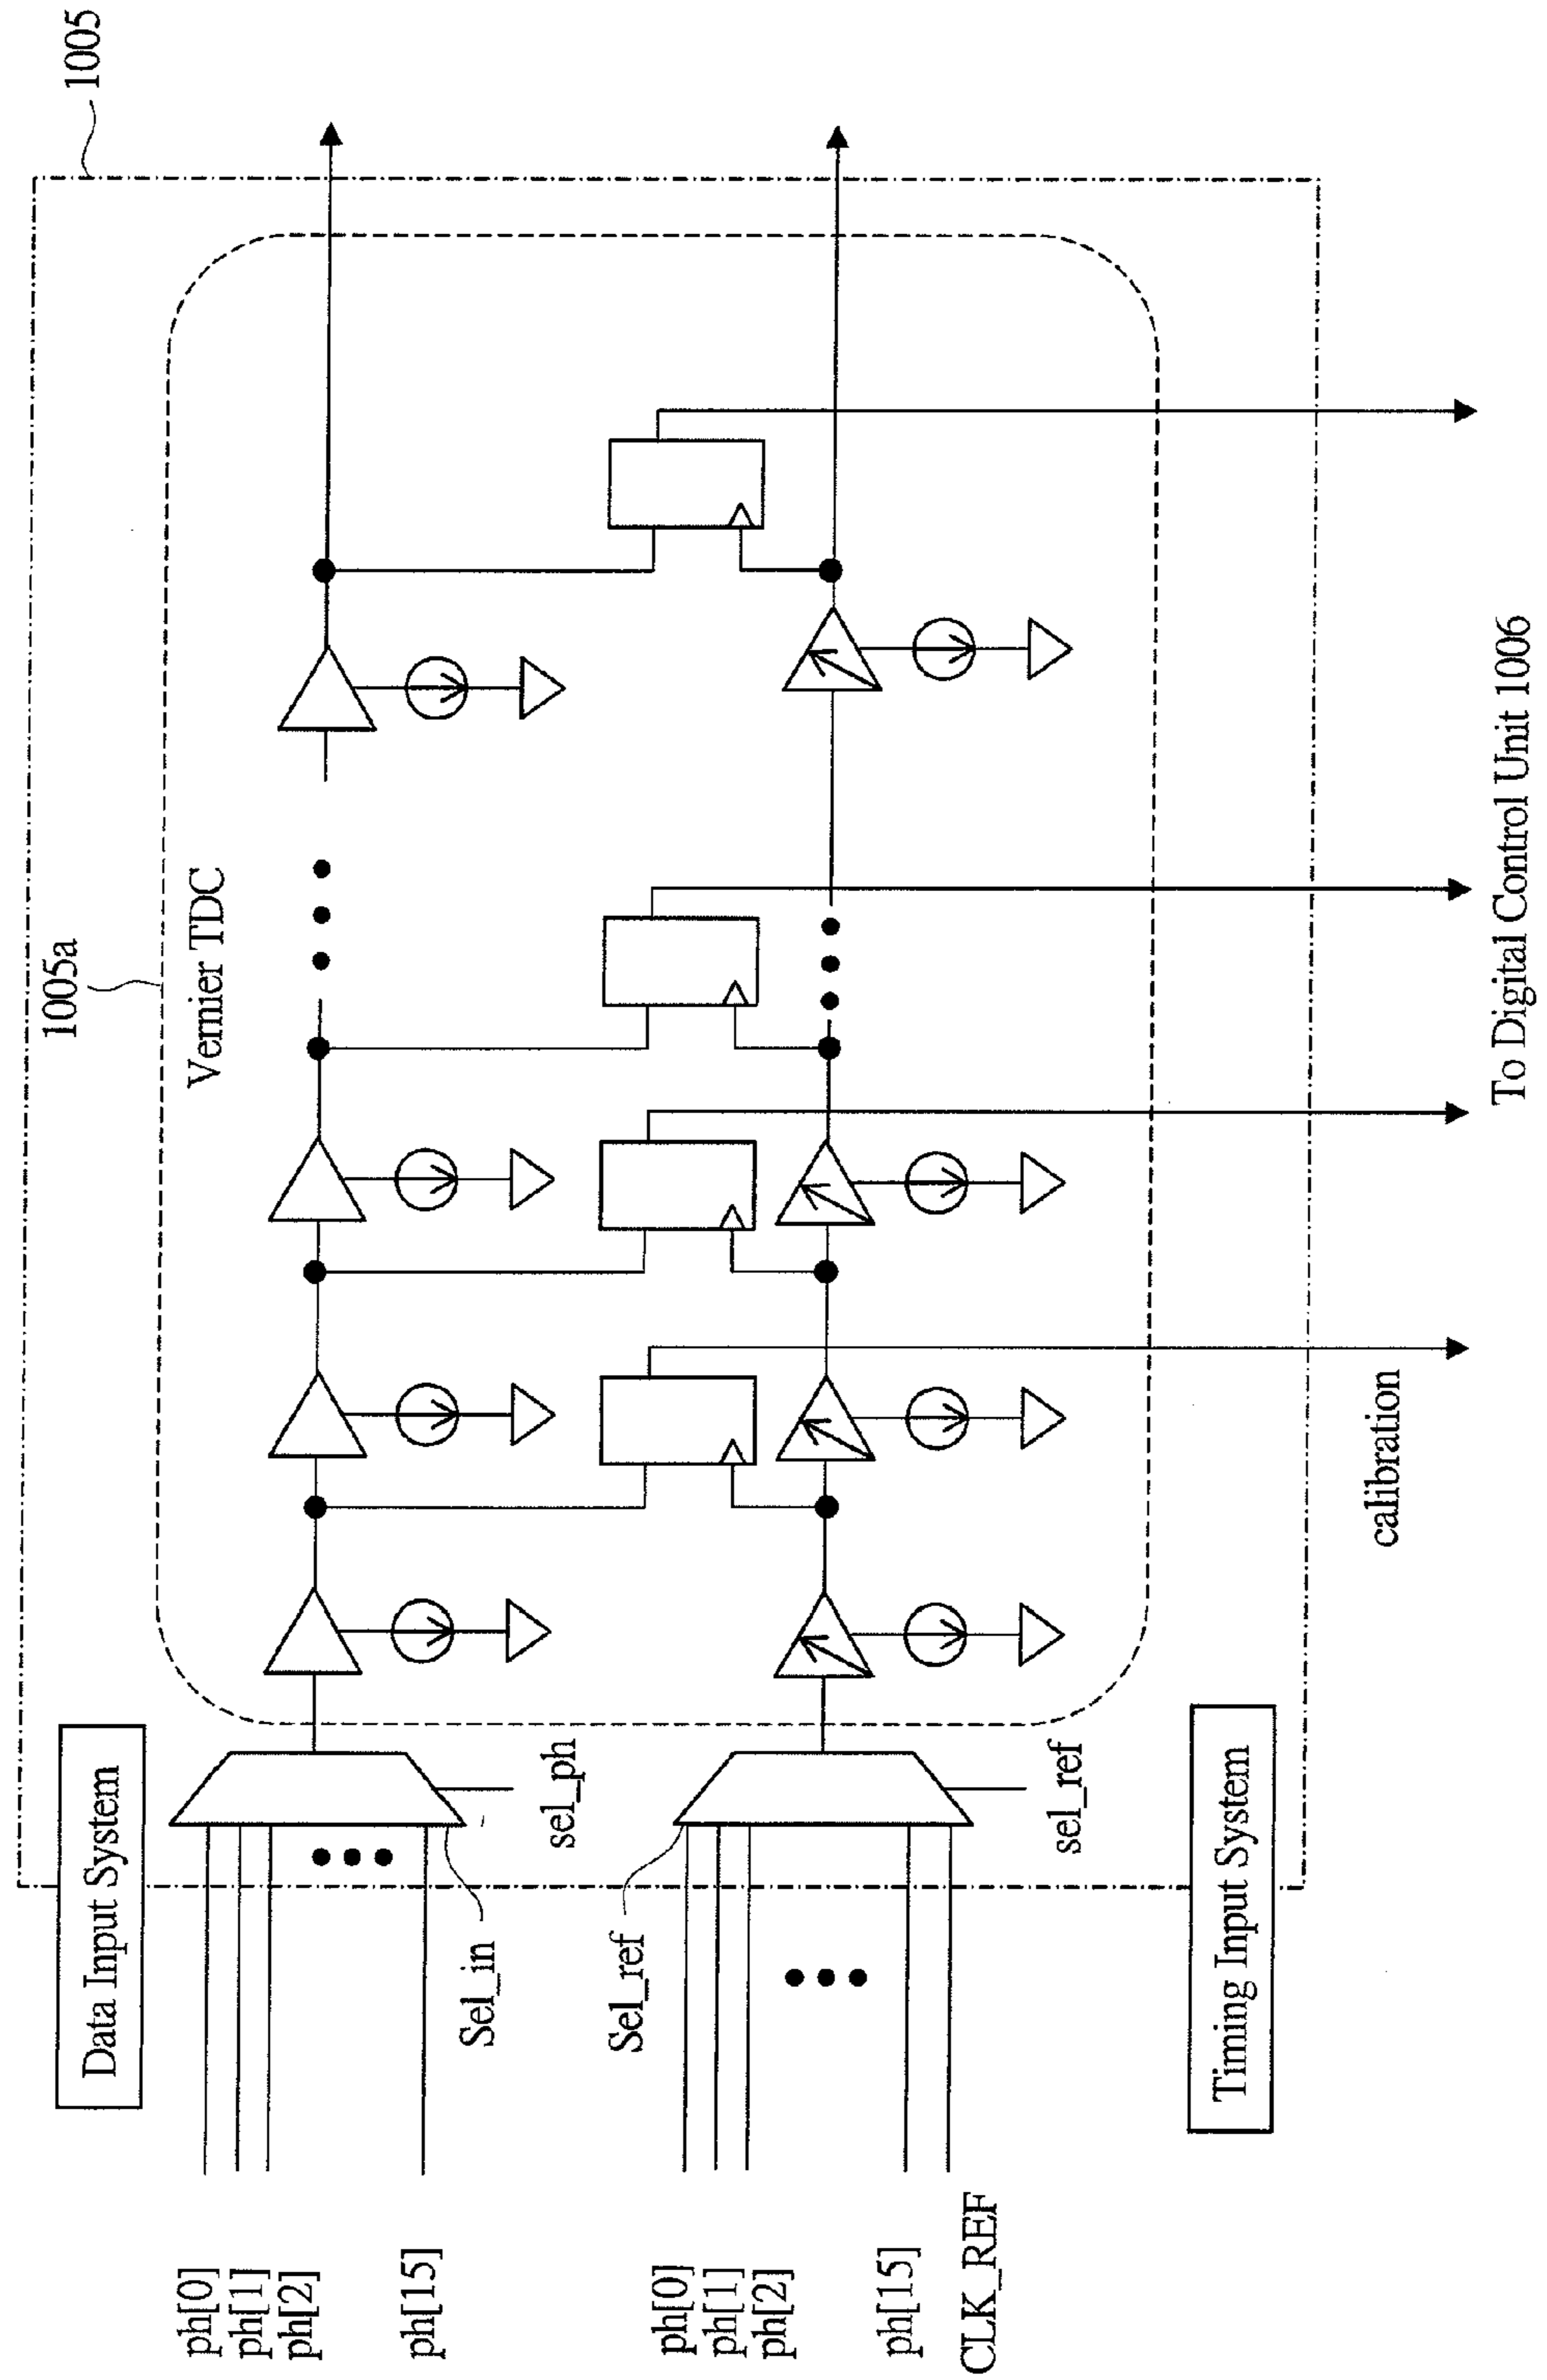 1005
1005a
Vernier TDC
Data Input System
ph[0]
ph[1]
ph[2]
ph[15]
Sel_in
sel_ph
Sel_ref
ph[0]
ph[1]
ph[2]
ph[15]
CLK_REF
sel_ref
Timing Input System
calibration
To Digital Control Unit 1006